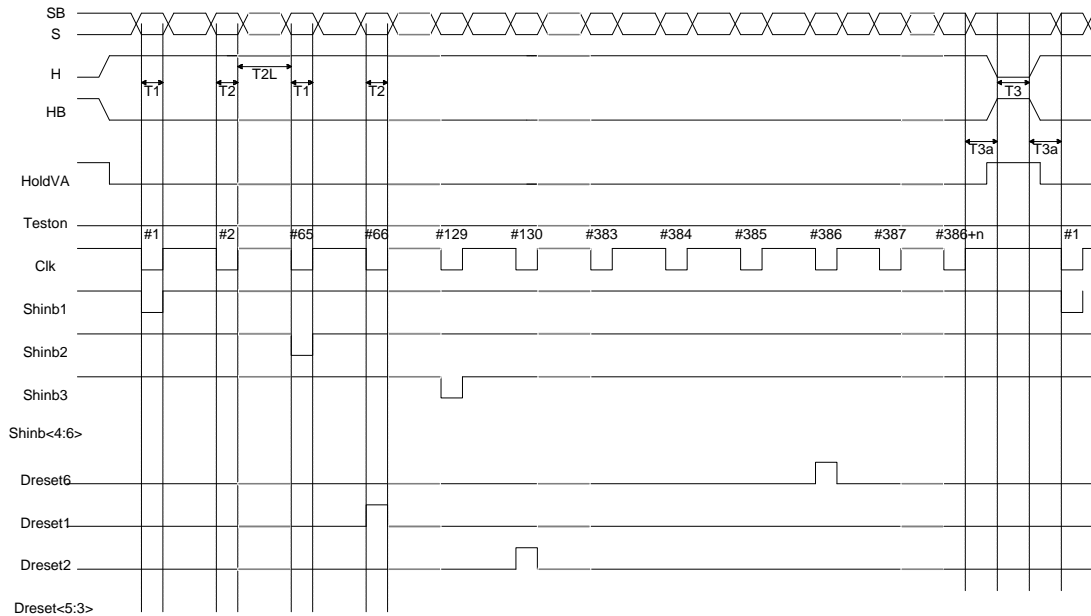 SB
S
H
T2L
T1
T2
T1
T2
T3
HB
T3a
T3a
HoldVA
Teston
#1
#2
#65
#66
#129
#130
#383
#384
#385
#386
#387
#386+n
#1
Clk
Shinb1
Shinb2
Shinb3
Shinb<4:6>
Dreset6
Dreset1
Dreset2
Dreset<5:3>